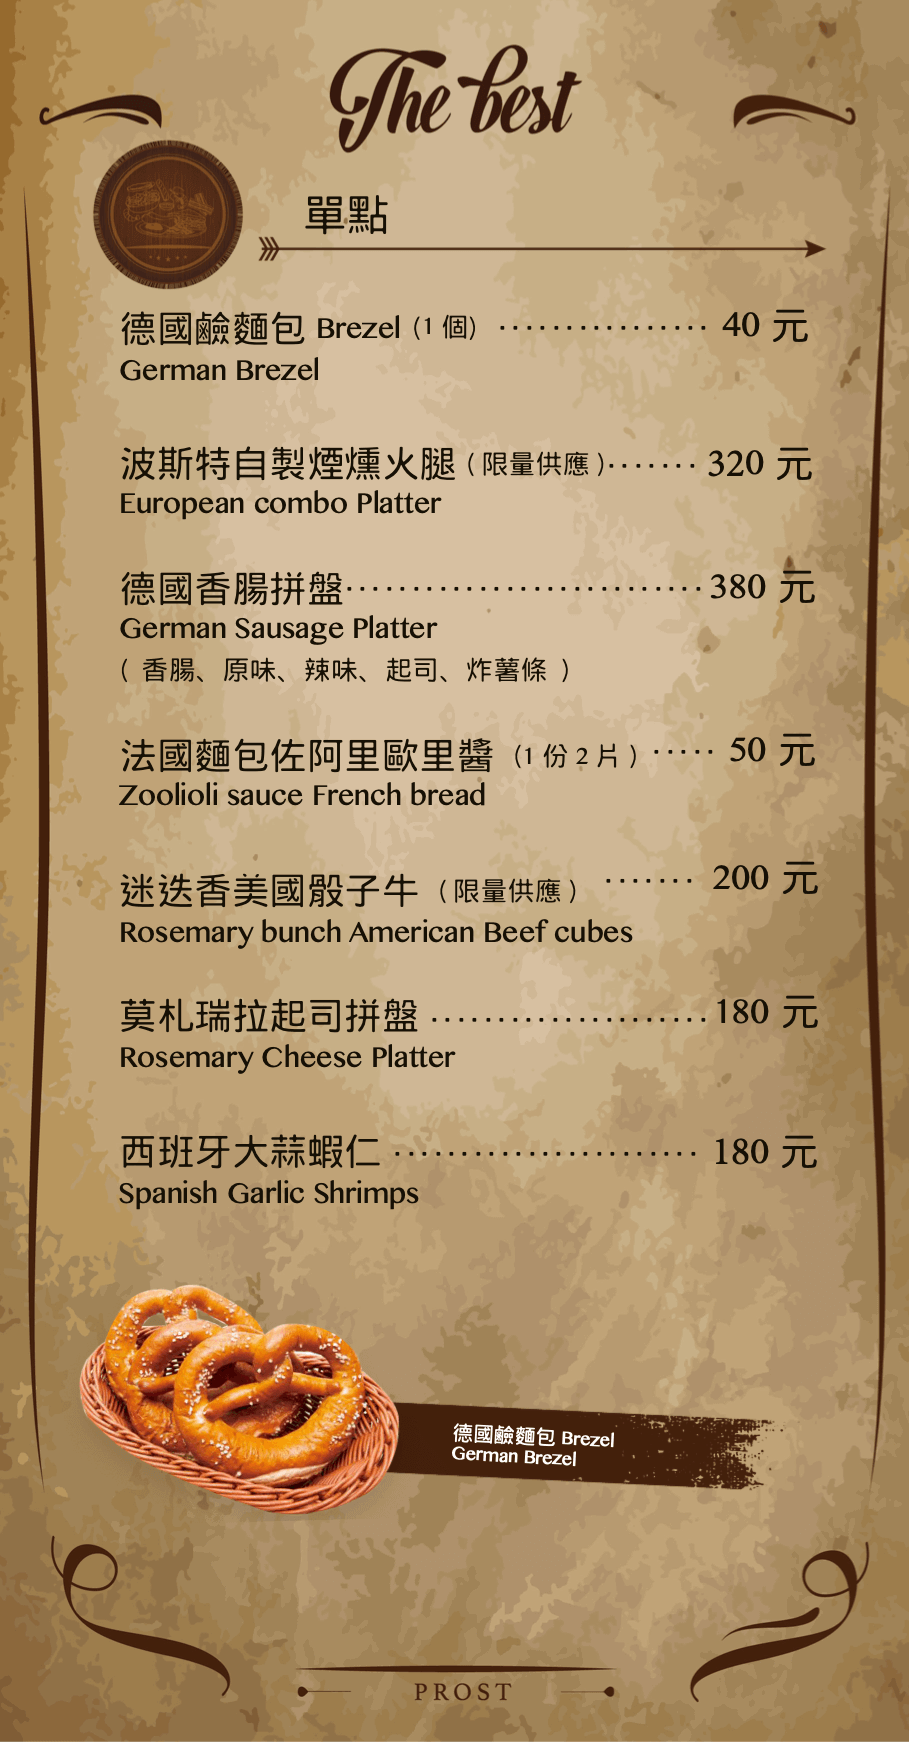 The best
單點
德國鹼麵包 Brezel (1 個) ················ 40 元
German Brezel
波斯特自製煙燻火腿 ( 限量供應 )······· 320 元
European combo Platter
德國香腸拼盤···························380 元
German Sausage Platter
( 香腸、原味、辣味、起司、炸薯條 )
法國麵包佐阿里歐里醬 (1 份 2 片 ) ····· 50 元
Zoolioli sauce French bread
迷迭香美國骰子牛 ( 限量供應 ) ······· 200 元
Rosemary bunch American Beef cubes
莫札瑞拉起司拼盤 ·····················180 元
Rosemary Cheese Platter
西班牙大蒜蝦仁 ······················· 180 元
Spanish Garlic Shrimps
德國鹼麵包 Brezel
German Brezel
PROST